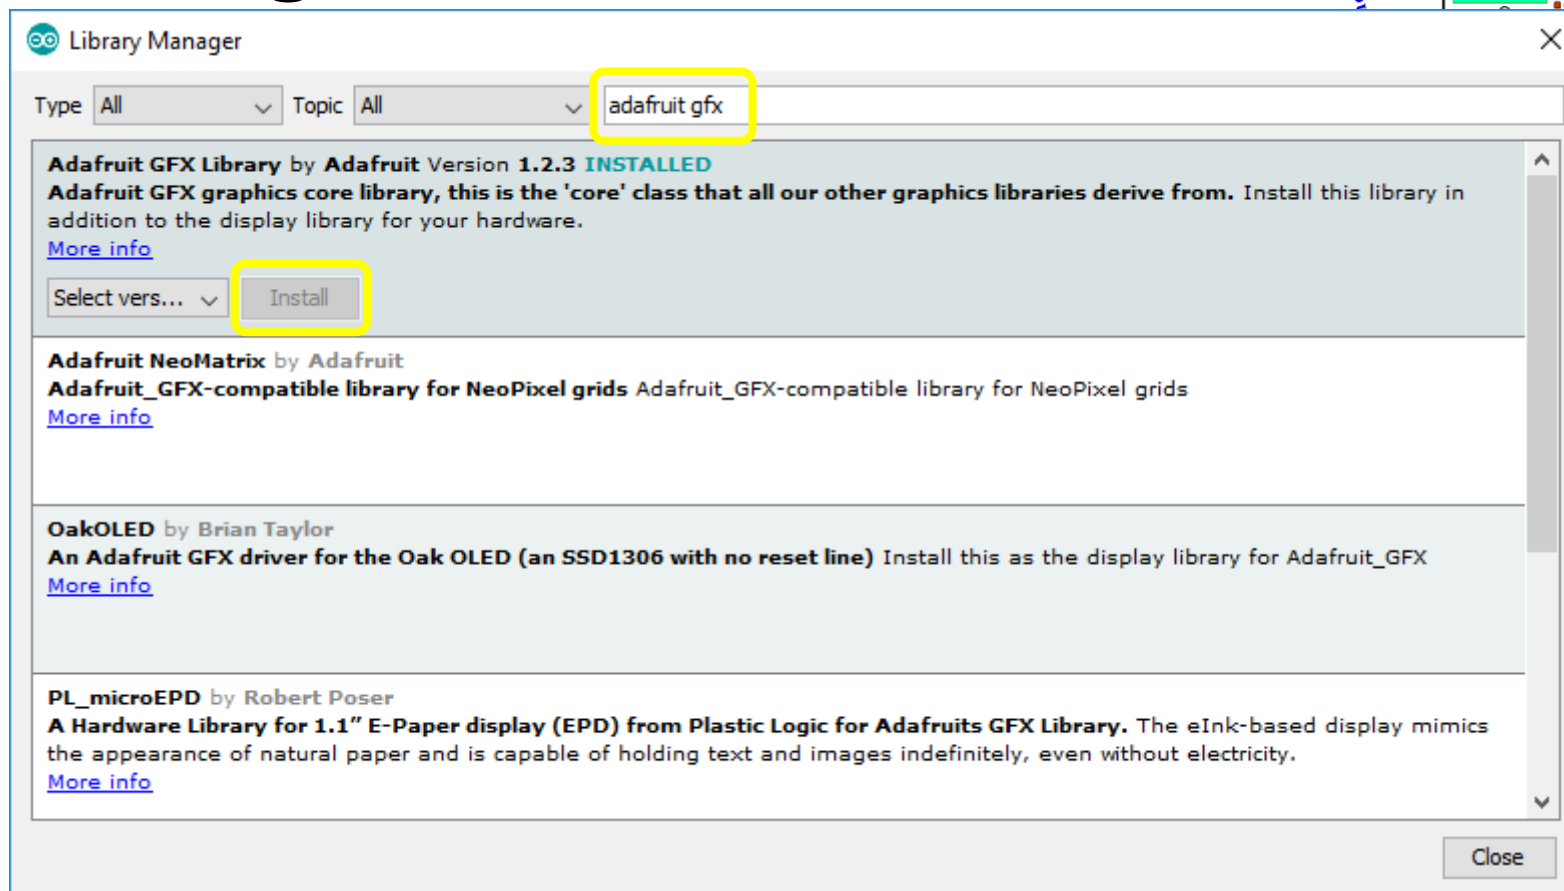 Library Manager
Type All Topic All adafruit gfx
Adafruit GFX Library by Adafruit Version 1.2.3 INSTALLED
Adafruit GFX graphics core library, this is the 'core' class that all our other graphics libraries derive from. Install this library in
addition to the display library for your hardware.
More info
Select vers... Install
Adafruit NeoMatrix by Adafruit
Adafruit_GFX-compatible library for NeoPixel grids Adafruit_GFX-compatible library for NeoPixel grids
More info
OakOLED by Brian Taylor
An Adafruit GFX driver for the Oak OLED (an SSD1306 with no reset line) Install this as the display library for Adafruit_GFX
More info
PL_microEPD by Robert Poser
A Hardware Library for 1.1” E-Paper display (EPD) from Plastic Logic for Adafruits GFX Library. The eInk-based display mimics
the appearance of natural paper and is capable of holding text and images indefinitely, even without electricity.
More info
Close